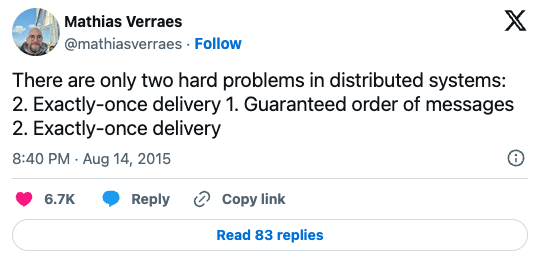 Mathias Verraes
@mathiasverraes · Follow
There are only two hard problems in distributed systems:
2. Exactly-once delivery 1. Guaranteed order of messages
2. Exactly-once delivery
8:40 PM · Aug 14, 2015
6.7K Reply Copy link
Read 83 replies